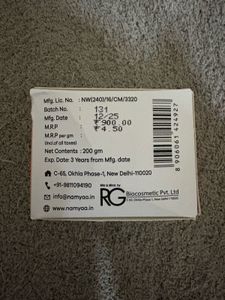 Mfg. Lic. No. : NW(240)/16/CM/3320
Batch No. : 131
Mfg. Date : 12/25
M.R.P : ₹900.00
M.R.P per gm : ₹4.50
(incl.of all taxes)
Net Contents : 200 gm
Exp. Date: 3 Years from Mfg. date
C-65, Okhla Phase-1, New Delhi-110020
+91-9811094190
info@namyaa.in
www.namyaa.in
RG Biocosmetic Pvt. Ltd
8 906061 424927